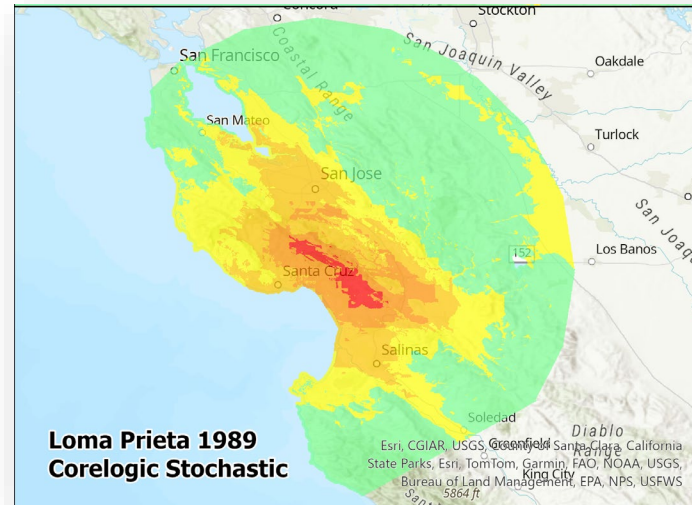 Concord
Stockton
San Joaquin Valley
Oakdale
San Francisco
Coastal Range
San Mateo
Turlock
San Jose
San Joaq
152
Los Banos
Santa Cruz
Salinas
Soledad
Diablo
Range
Greenfield
King City
5864 ft
Loma Prieta 1989
Corelogic Stochastic
Esri, CGIAR, USGS, County of Santa Clara, California
State Parks, Esri, TomTom, Garmin, FAO, NOAA, USGS,
Bureau of Land Management, EPA, NPS, USFWS